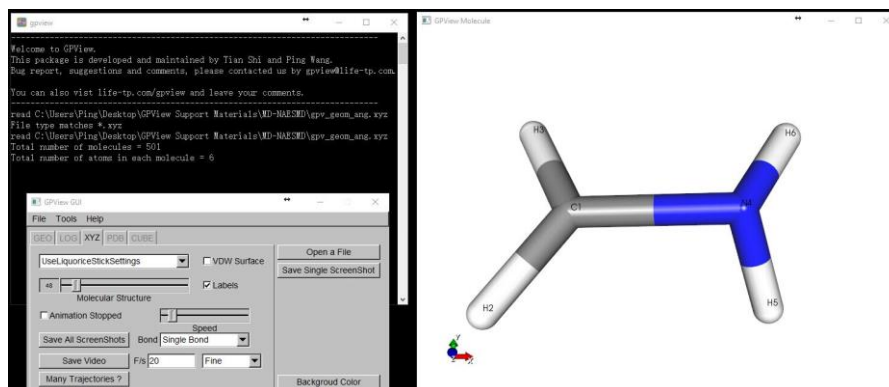 gpview
Welcome to GPView.
This package is developed and maintained by Tian Shi and Ping Wang.
Bug report, suggestions and comments, please contacted us by gpview@life-tp.com.
You can also vist life-tp.com/gpview and leave your comments.
read C:\Users\Ping\Desktop\GPView Support Materials\MD-NAESMD\gpv_geom_ang.xyz
File type matches *.xyz
read C:\Users\Ping\Desktop\GPView Support Materials\MD-NAESMD\gpv_geom_ang.xyz
Total number of molecules = 501
Total number of atoms in each molecule = 6
GPView GUI
File Tools Help
GEO LOG XYZ PDB CUBE
UseLiquoriceStickSettings
VDW Surface
48
Labels
Molecular Structure
Animation Stopped
Speed
Save All ScreenShots
Bond
Single Bond
Save Video
F/s
20
Fine
Many Trajectories ?
Open a File
Save Single ScreenShot
Backgroud Color
GPView Molecule
H3
H6
C1
N4
H2
H5
Y
Z
X